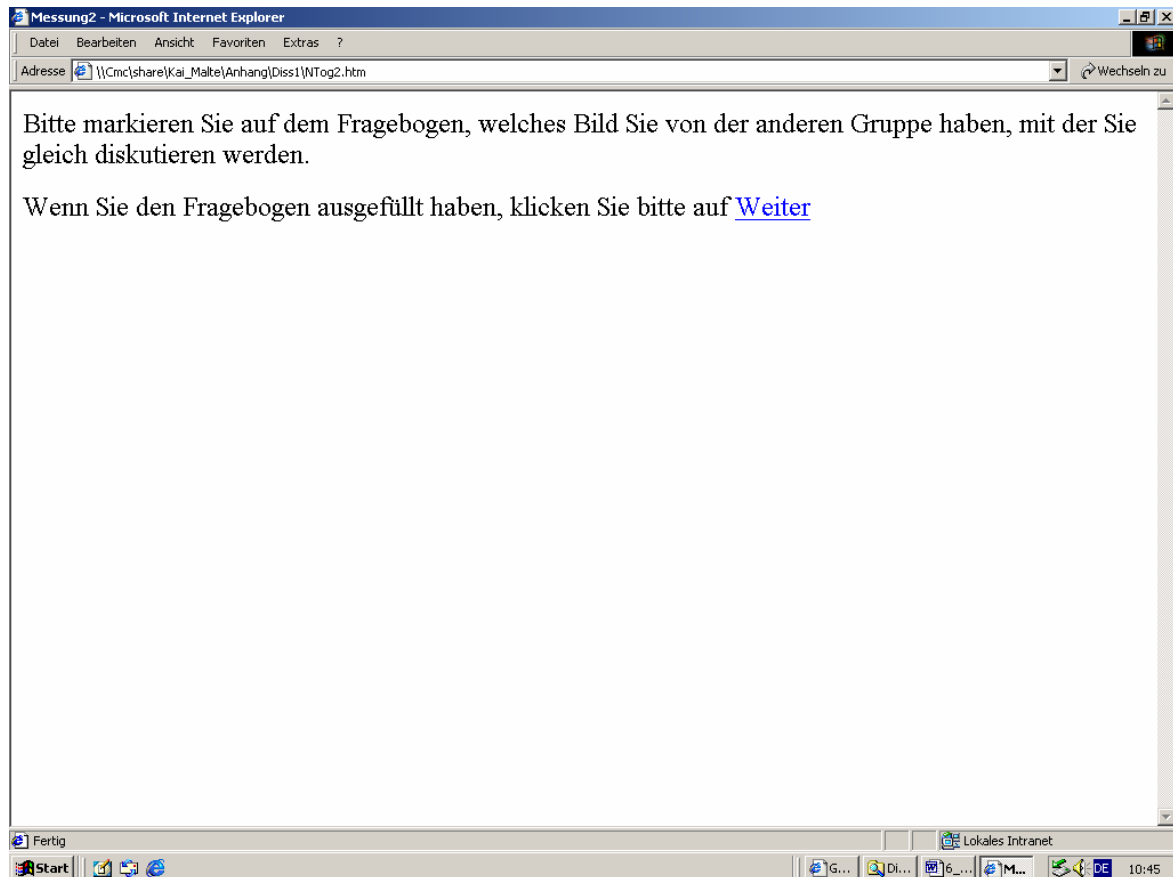 Messung2 - Microsoft Internet Explorer
Datei Bearbeiten Ansicht Favoriten Extras ?
Adresse \\Cmc\share\Kai_Malte\Anhang\Diss1\NTog2.htm Wechseln zu
Bitte markieren Sie auf dem Fragebogen, welches Bild Sie von der anderen Gruppe haben, mit der Sie
gleich diskutieren werden.
Wenn Sie den Fragebogen ausgefüllt haben, klicken Sie bitte auf Weiter
Fertig Lokales Intranet
Start G... Di... 6_... M... DE 10:45